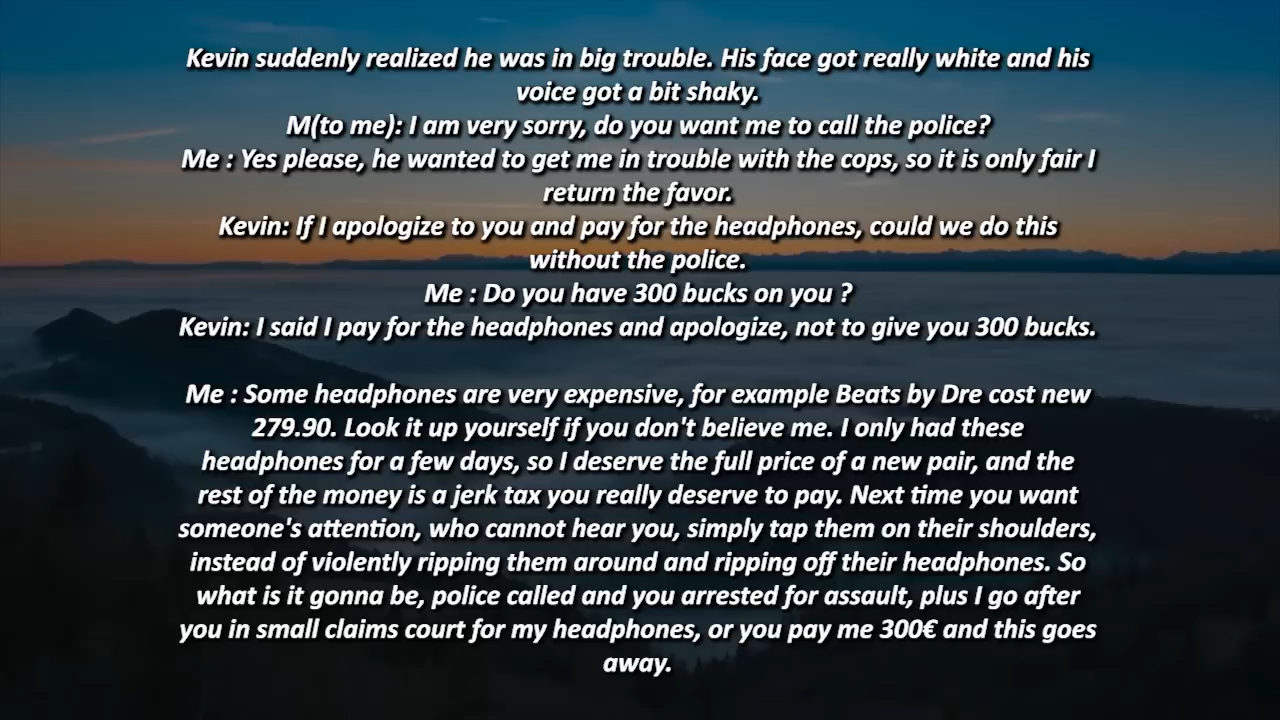 Kevin suddenly realized he was in big trouble. His face got really white and his
voice got a bit shaky.
M(to me): I am very sorry, do you want me to call the police?
Me : Yes please, he wanted to get me in trouble with the cops, so it is only fair I
return the favor.
Kevin: If I apologize to you and pay for the headphones, could we do this
without the police.
Me : Do you have 300 bucks on you ?
Kevin: I said I pay for the headphones and apologize, not to give you 300 bucks.
Me : Some headphones are very expensive, for example Beats by Dre cost new
279.90. Look it up yourself if you don't believe me. I only had these
headphones for a few days, so I deserve the full price of a new pair, and the
rest of the money is a jerk tax you really deserve to pay. Next time you want
someone's attention, who cannot hear you, simply tap them on their shoulders,
instead of violently ripping them around and ripping off their headphones. So
what is it gonna be, police called and you arrested for assault, plus I go after
you in small claims court for my headphones, or you pay me 300€ and this goes
away.